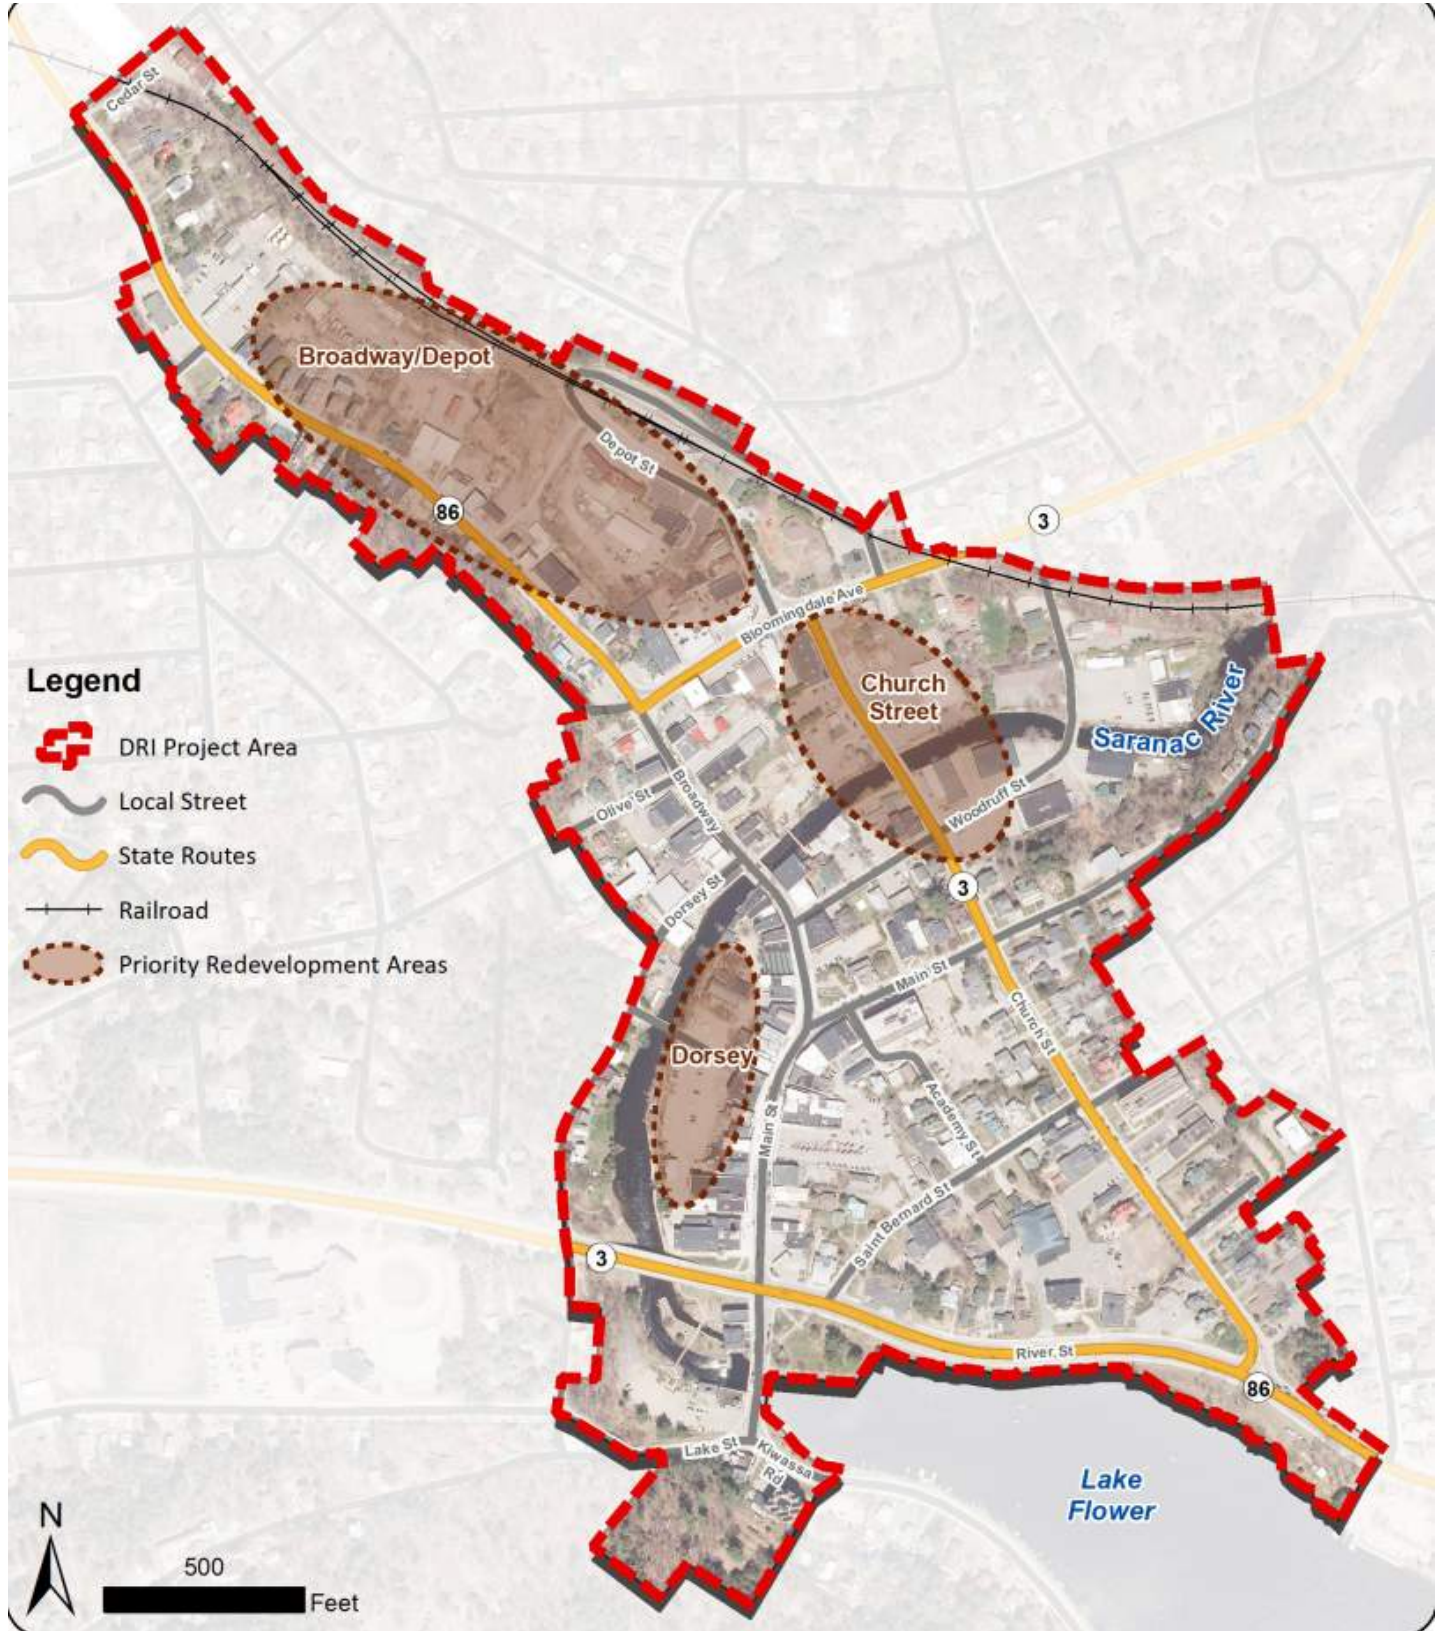 Cedar St
Broadway/Depot
Depot St
86
3
Bloomingdale Ave
Church
Street
Saranac River
Legend
DRI Project Area
Local Street
State Routes
Railroad
Priority Redevelopment Areas
Olive St
Broadway
Woodruff St
Dorsey St
3
Main St
Church St
Dorsey
Academy St
Main St
Saint Bernard St
3
River St
86
Lake St
Kiwassa
Rd
Lake
Flower
N
500
Feet